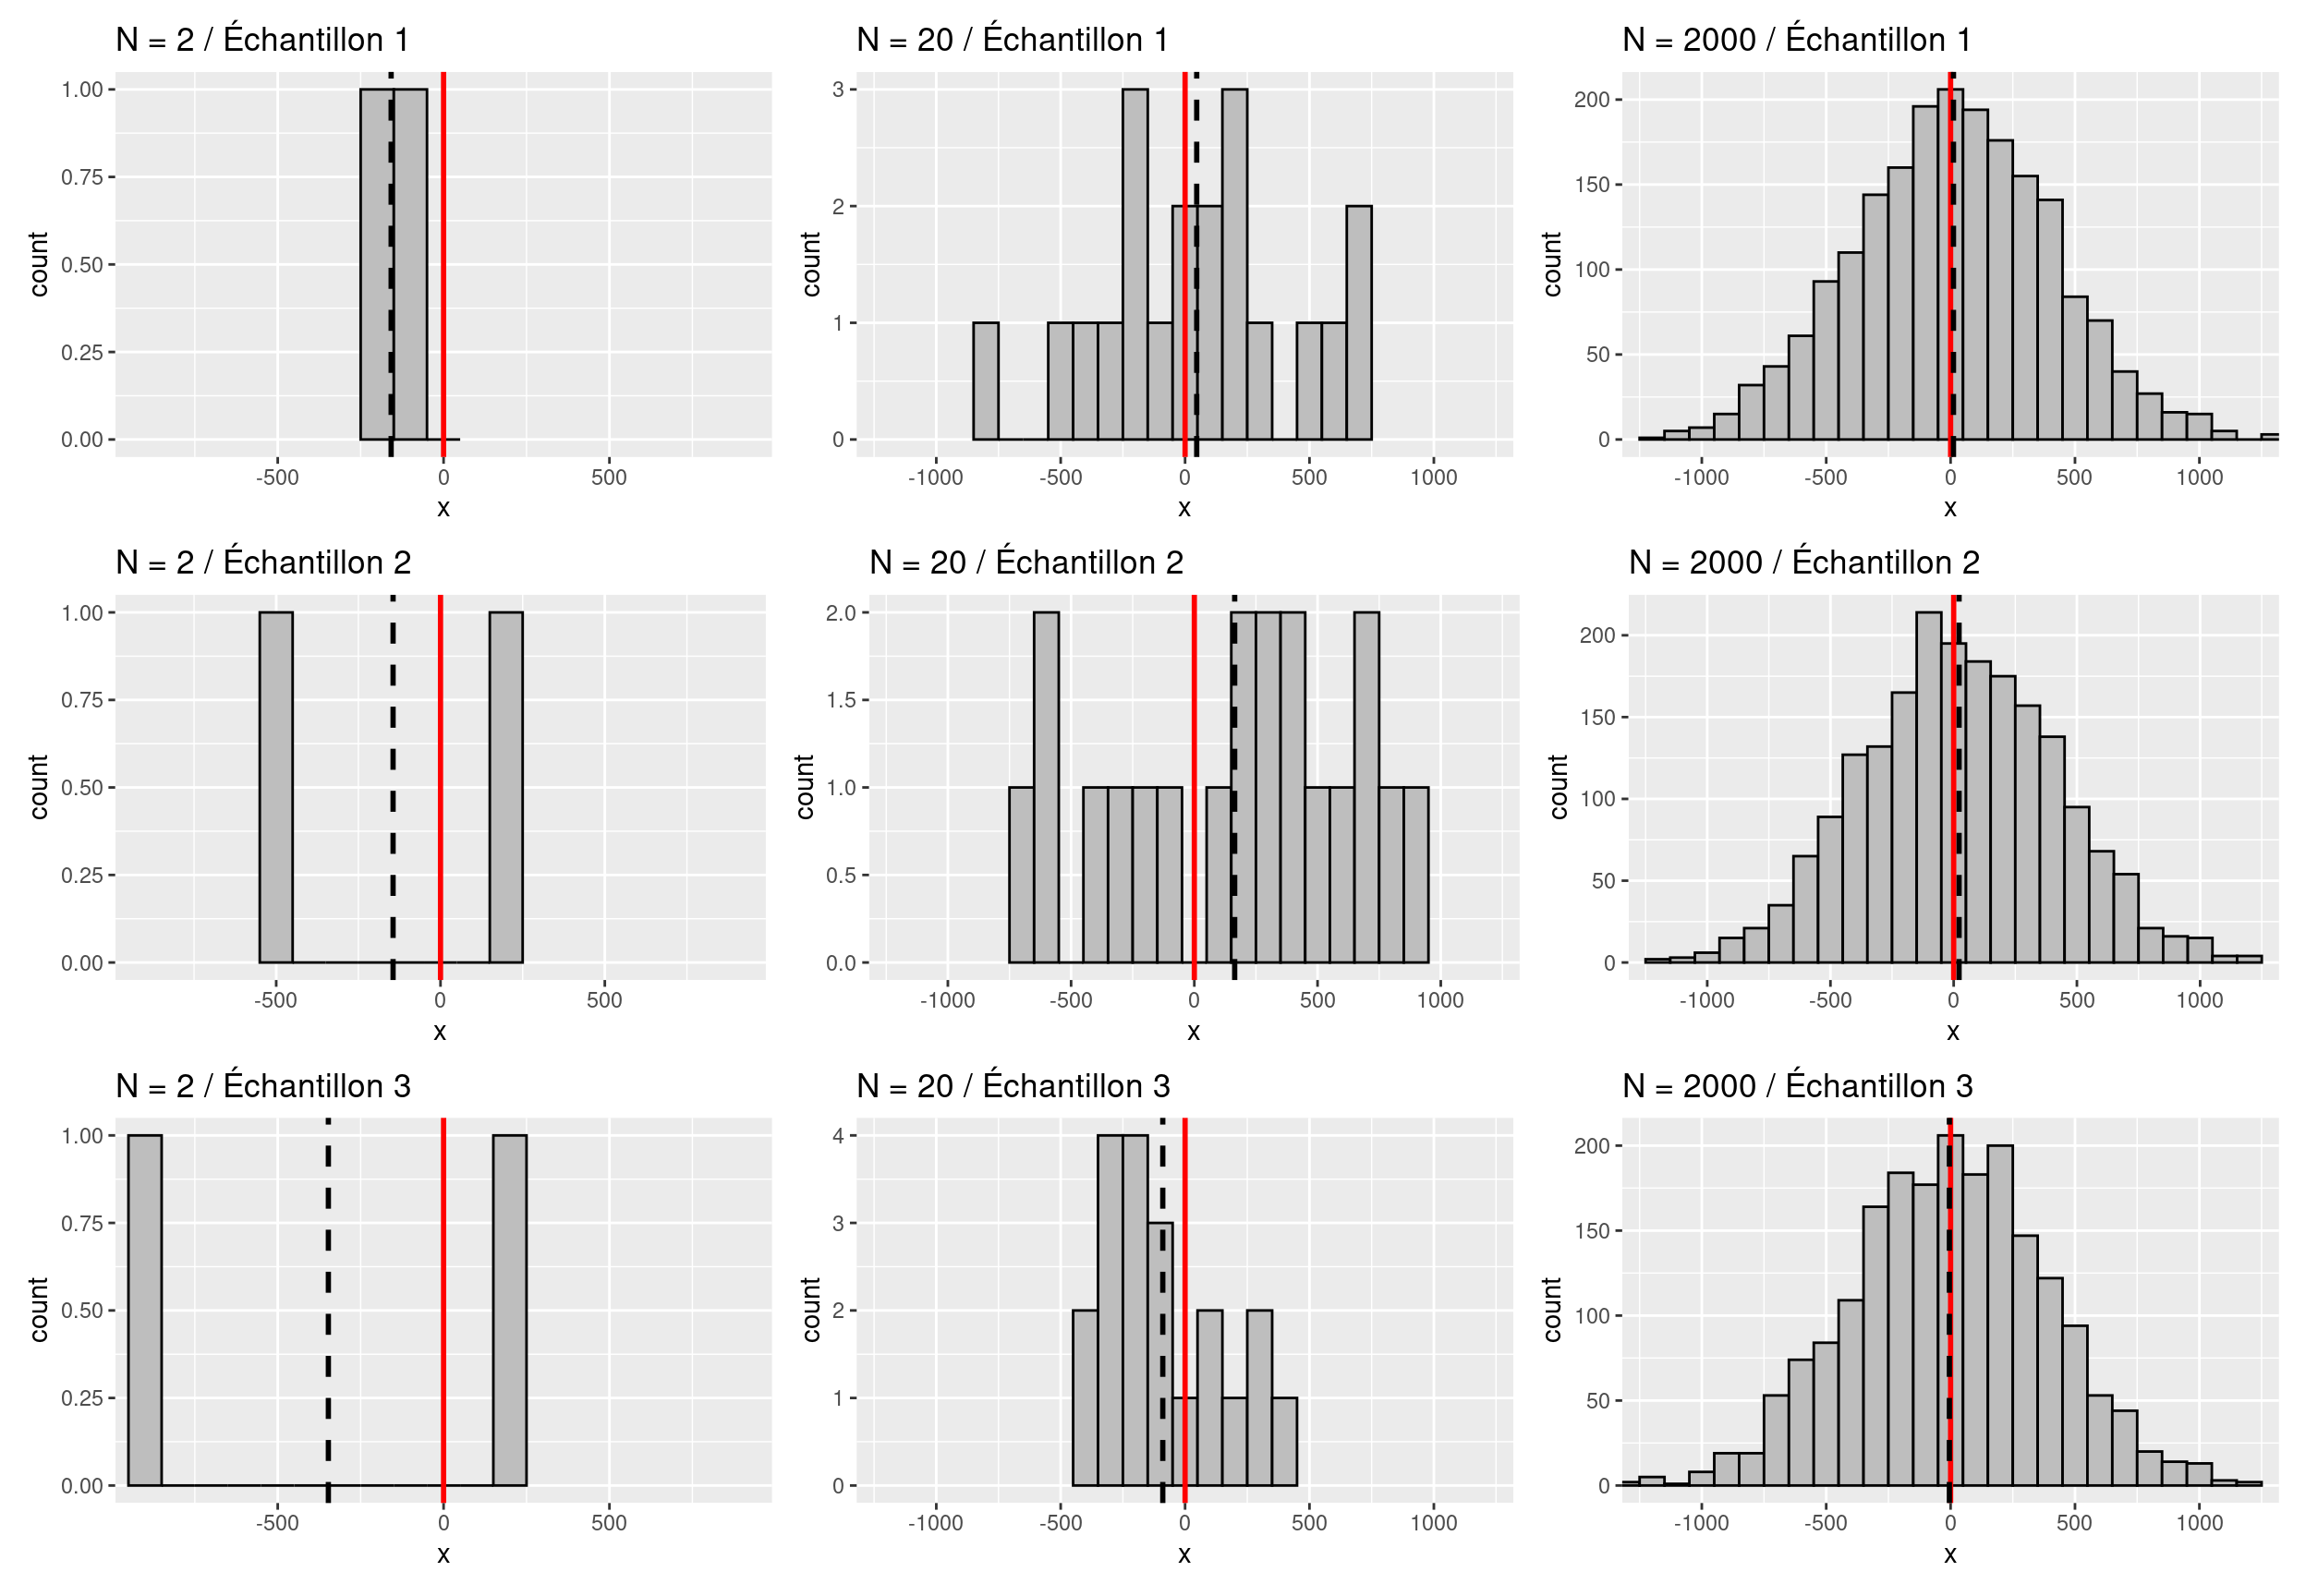 N = 2 / Échantillon 1
1.00
0.75
0.50
0.25
0.00
count
-500 0 500
x
N = 20 / Échantillon 1
3
2
1
0
count
-1000 -500 0 500 1000
x
N = 2000 / Échantillon 1
200
150
100
50
0
count
-1000 -500 0 500 1000
x
N = 2 / Échantillon 2
1.00
0.75
0.50
0.25
0.00
count
-500 0 500
x
N = 20 / Échantillon 2
2.0
1.5
1.0
0.5
0.0
count
-1000 -500 0 500 1000
x
N = 2000 / Échantillon 2
200
150
100
50
0
count
-1000 -500 0 500 1000
x
N = 2 / Échantillon 3
1.00
0.75
0.50
0.25
0.00
count
-500 0 500
x
N = 20 / Échantillon 3
4
3
2
1
0
count
-1000 -500 0 500 1000
x
N = 2000 / Échantillon 3
200
150
100
50
0
count
-1000 -500 0 500 1000
x